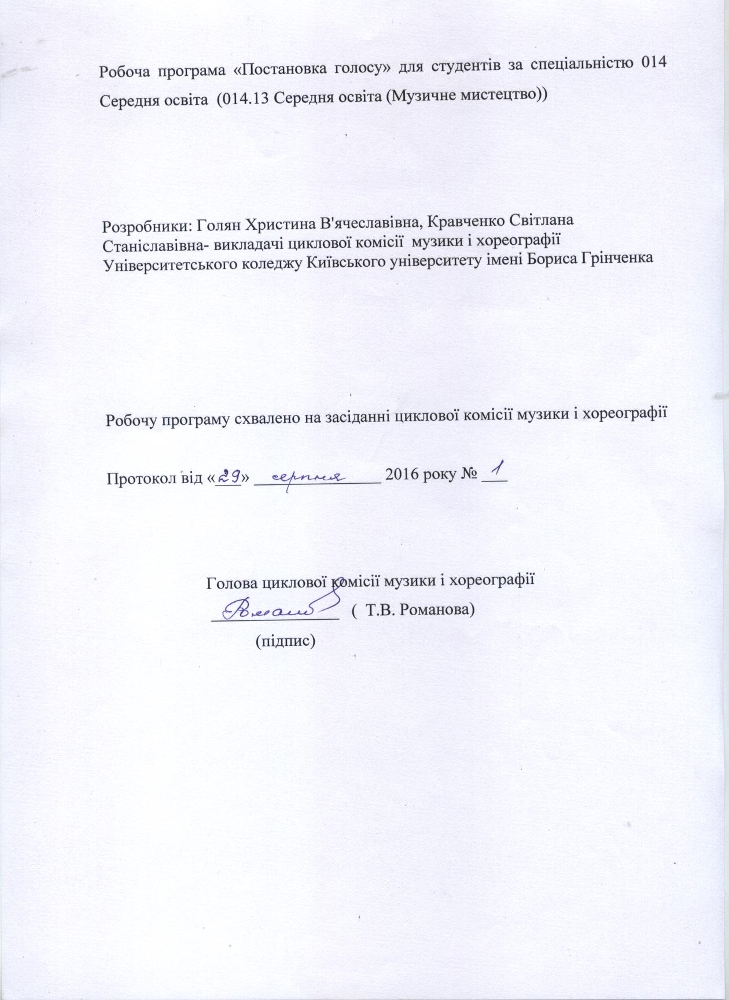 Робоча програма «Постановка голосу» для студентів за спеціальністю 014
Середня освіта (014.13 Середня освіта (Музичне мистецтво))
Розробники: Голян Христина В'ячеславівна, Кравченко Світлана
Станіславівна- викладачі циклової комісії музики і хореографії
Університетського коледжу Київського університету імені Бориса Грінченка
Робочу програму схвалено на засіданні циклової комісії музики і хореографії
Протокол від «29» серпня 2016 року № 1
Голова циклової комісії музики і хореографії
( Т.В. Романова)
(підпис)